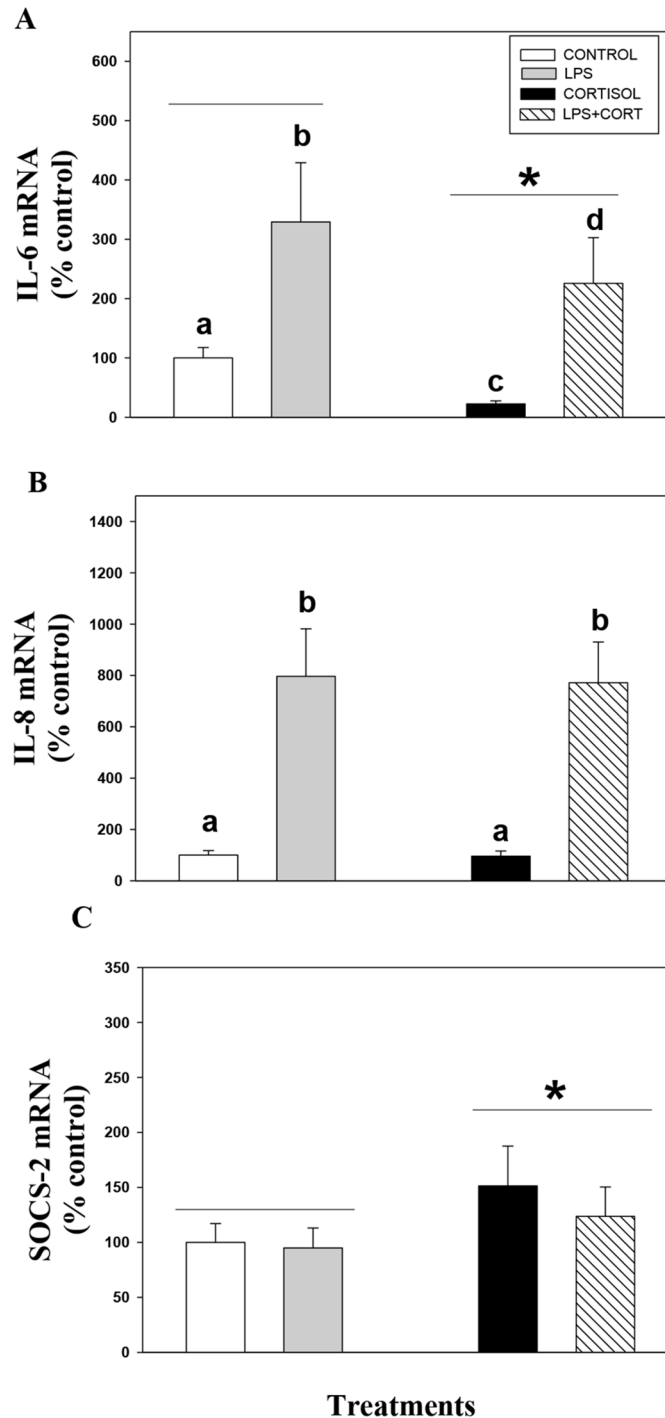 A
CONTROL
LPS
CORTISOL
LPS+CORT
600
500
400
300
200
100
0
IL-6 mRNA
(% control)
a
b
*
c
d
B
1400
1200
1000
800
600
400
200
0
IL-8 mRNA
(% control)
a
b
a
b
C
350
300
250
200
150
100
50
0
SOCS-2 mRNA
(% control)
*
Treatments